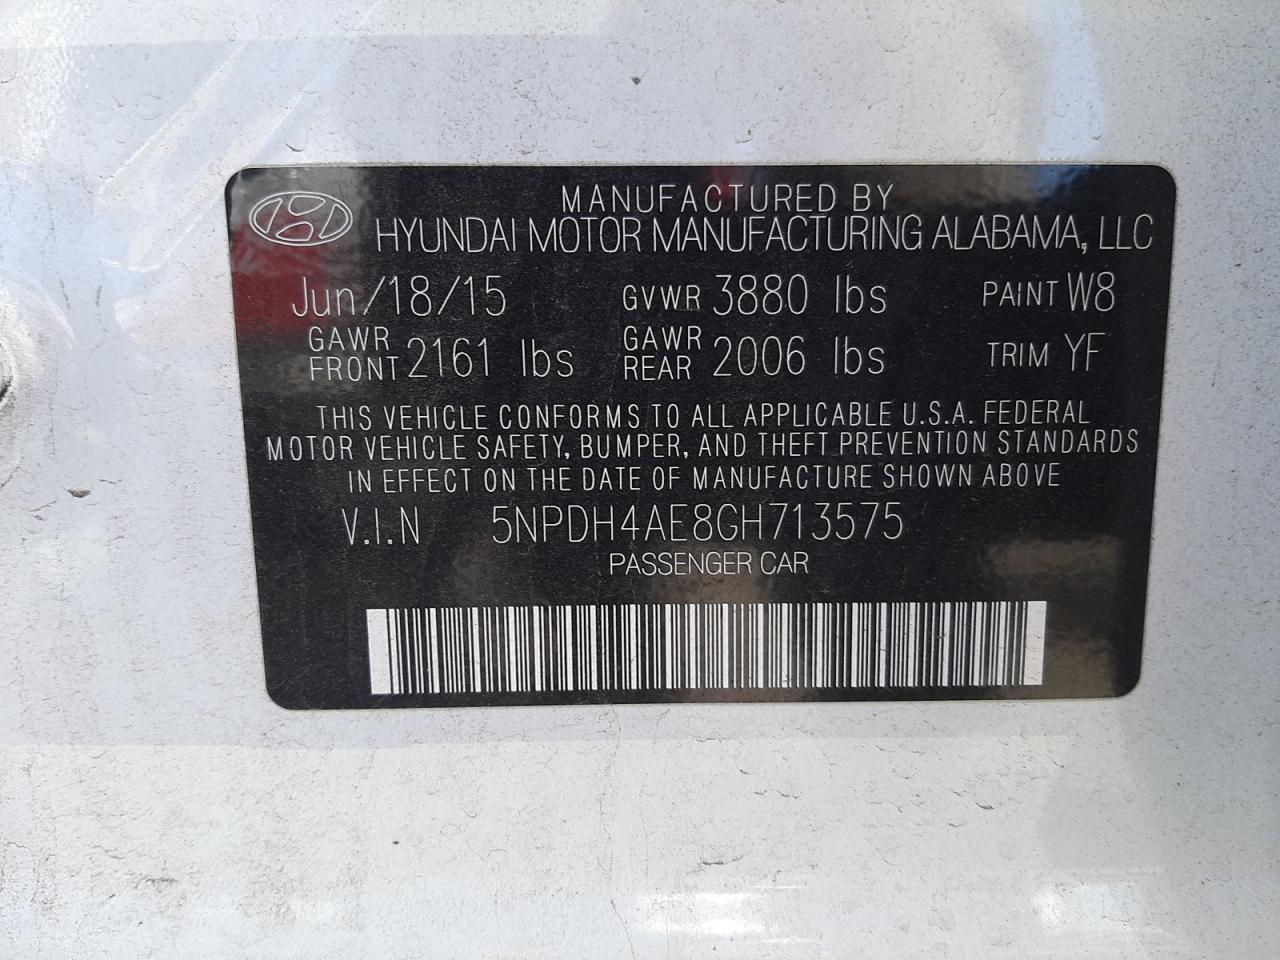 MANUFACTURED BY
HYUNDAI MOTOR MANUFACTURING ALABAMA, LLC
Jun/18/15 GVWR 3880 lbs PAINT W8
GAWR FRONT 2161 lbs GAWR REAR 2006 lbs TRIM YF
THIS VEHICLE CONFORMS TO ALL APPLICABLE U.S.A. FEDERAL
MOTOR VEHICLE SAFETY, BUMPER, AND THEFT PREVENTION STANDARDS
IN EFFECT ON THE DATE OF MANUFACTURE SHOWN ABOVE
V.I.N 5NPDH4AE8GH713575
PASSENGER CAR